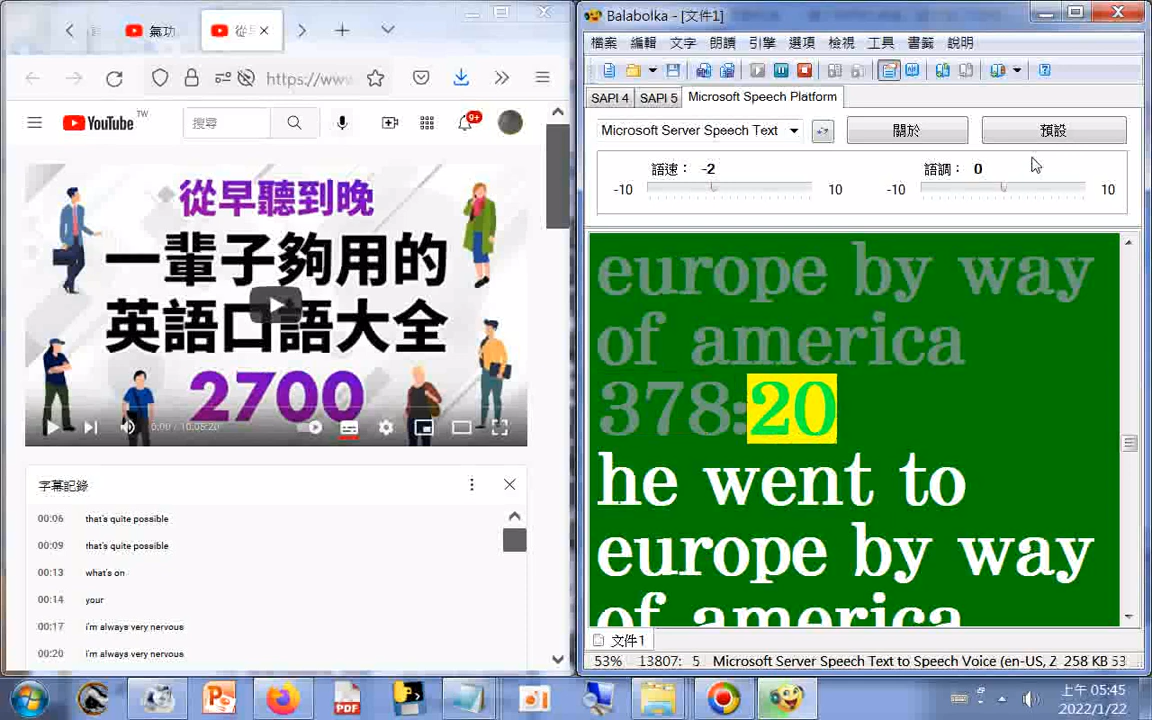 氣功
從
https://www
YouTube TW
搜尋
9+
從早聽到晚
一輩子夠用的
英語口語大全
2700
0:00 / 10:05:20
字幕記錄
00:06 that's quite possible
00:09 that's quite possible
00:13 what's on
00:14 your
00:17 i'm always very nervous
00:20 i'm always very nervous
Balabolka - [文件1]
檔案 編輯 文字 朗讀 引擎 選項 檢視 工具 書籤 說明
SAPI 4 SAPI 5 Microsoft Speech Platform
Microsoft Server Speech Text 關於 預設
語速: -2 語調: 0
-10 10 -10 10
europe by way
of america
378:20
he went to
europe by way
of america
文件1
53% 13807: 5 Microsoft Server Speech Text to Speech Voice (en-US, 2 258 KB 53
PDF
上午 05:45
2022/1/22